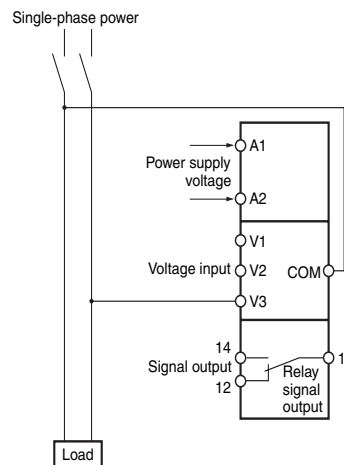 Single-phase power
A1
Power supply
voltage
A2
V1
Voltage input
V2
COM
V3
14
Signal output
12
Relay
signal
output
1
Load